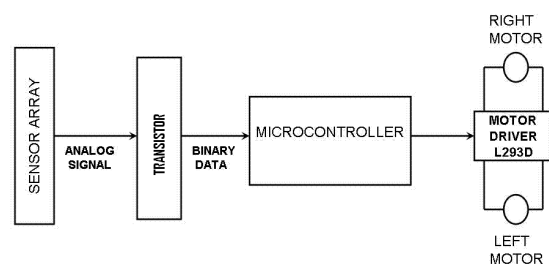 SENSOR ARRAY
ANALOG
SIGNAL
TRANSISTOR
BINARY
DATA
MICROCONTROLLER
RIGHT
MOTOR
MOTOR
DRIVER
L293D
LEFT
MOTOR